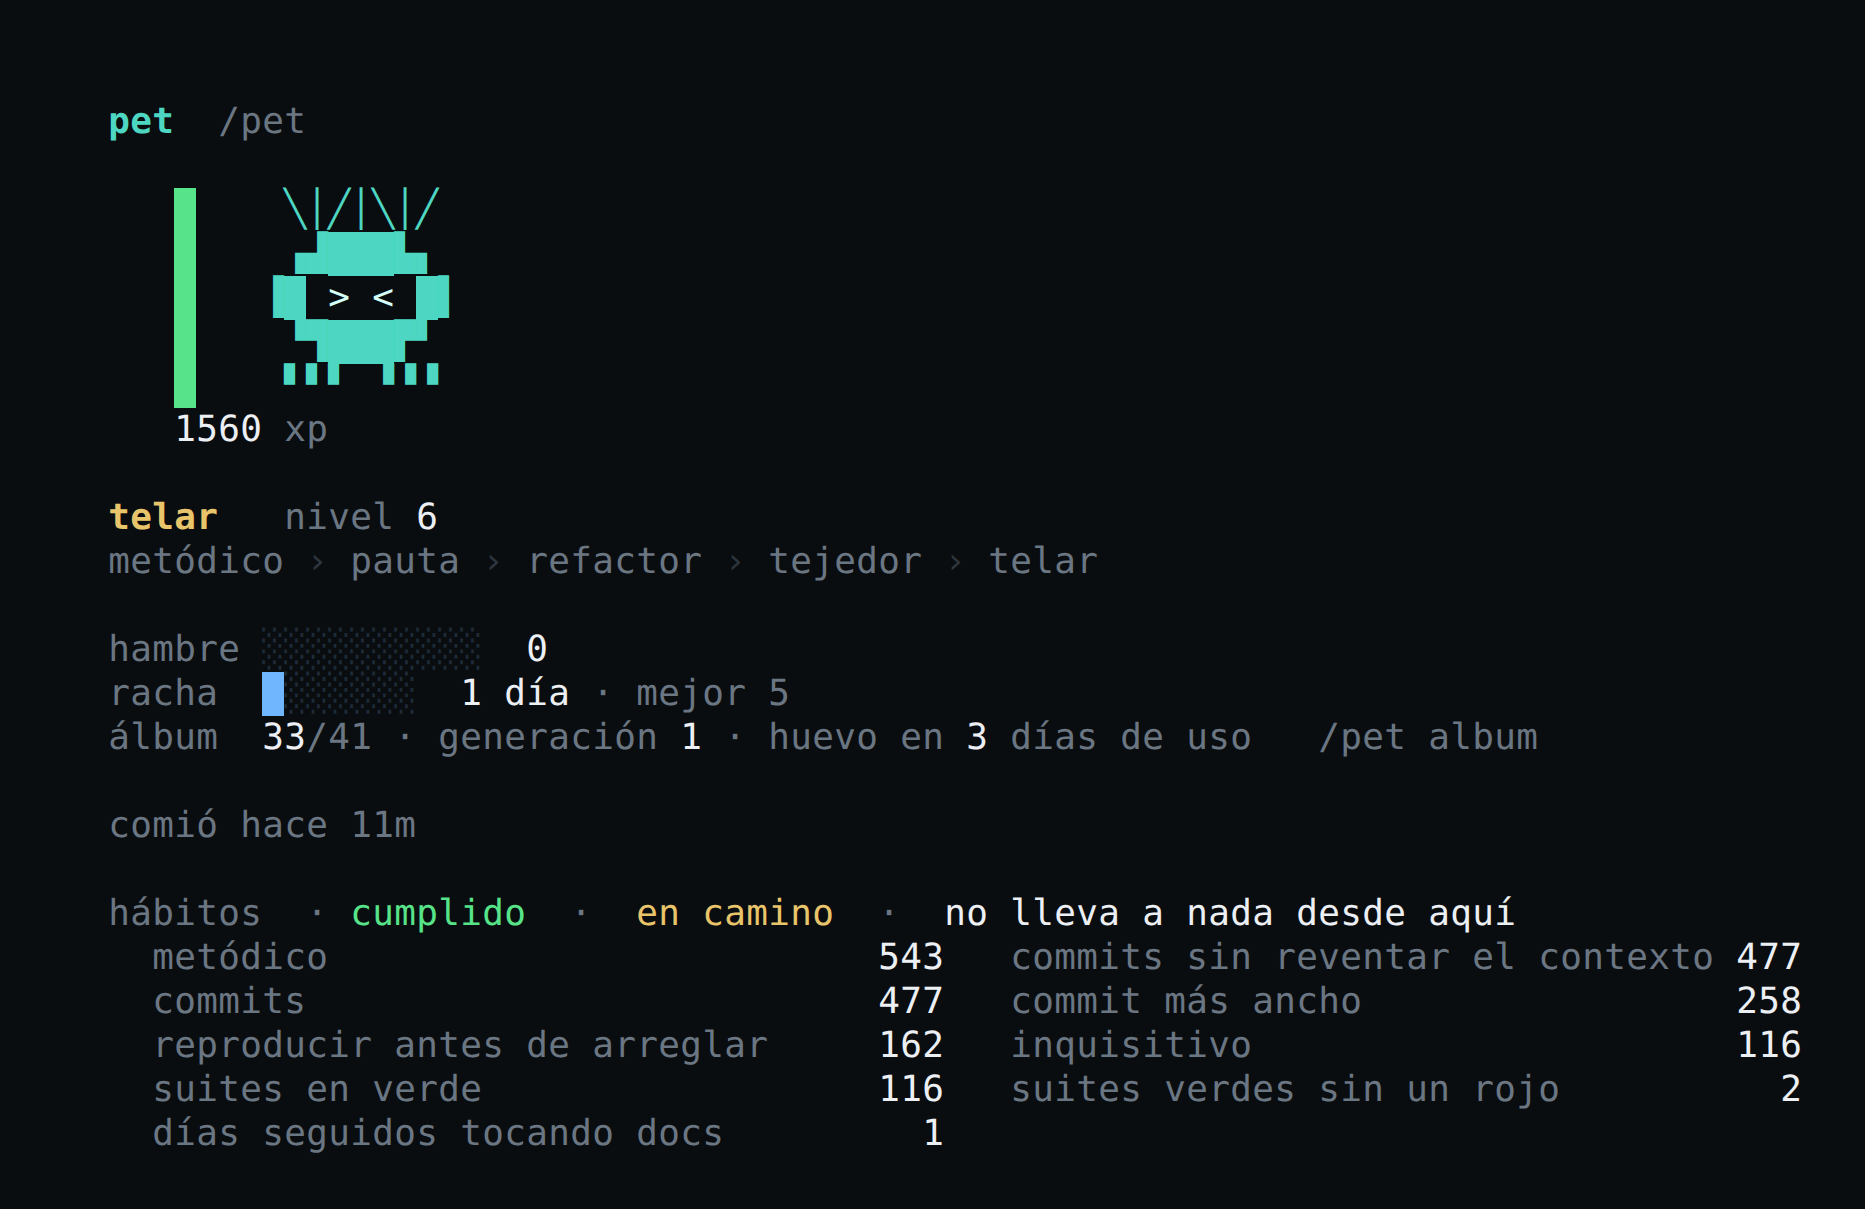 pet  /pet
> <
1560 xp
telar   nivel 6
metódico › pauta › refactor › tejedor › telar
hambre   0
racha   1 día · mejor 5
álbum  33/41 · generación 1 · huevo en 3 días de uso   /pet album
comió hace 11m
hábitos  · cumplido  ·  en camino  ·  no lleva a nada desde aquí
metódico 543   commits sin reventar el contexto 477
commits 477   commit más ancho 258
reproducir antes de arreglar 162   inquisitivo 116
suites en verde 116   suites verdes sin un rojo 2
días seguidos tocando docs 1